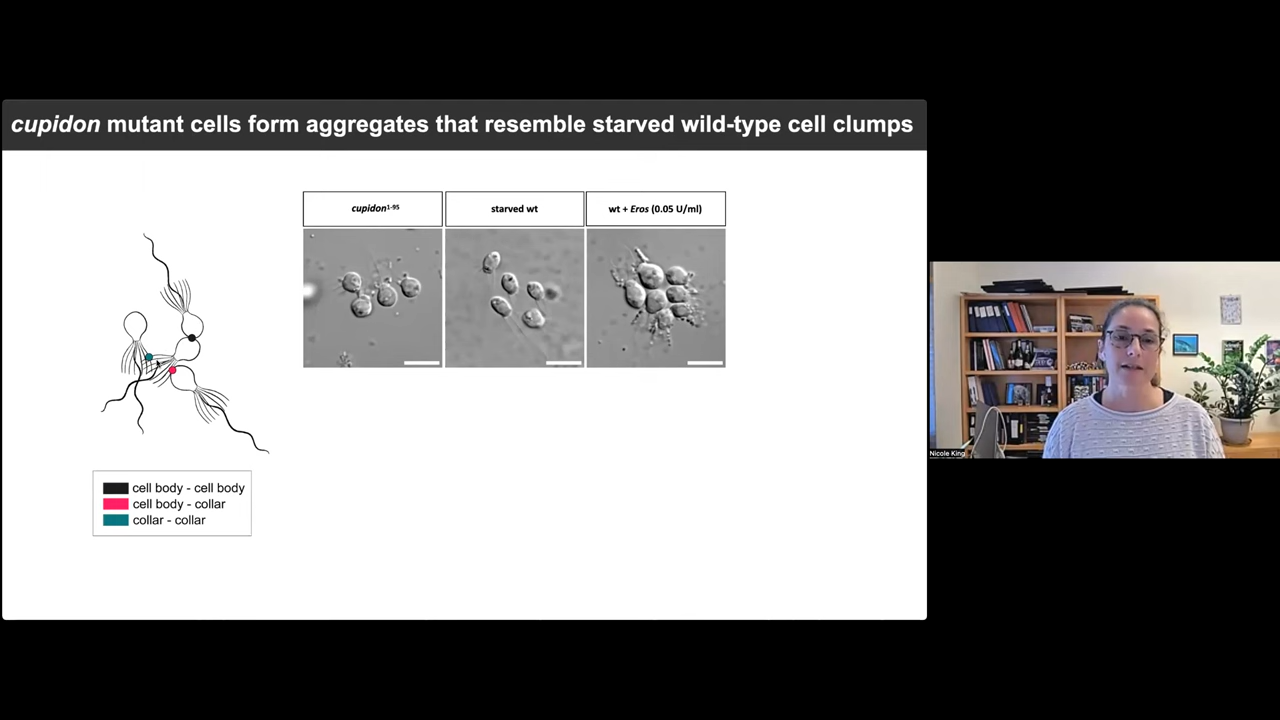 cupidon mutant cells form aggregates that resemble starved wild-type cell clumps
cupidon1-95
starved wt
wt + Eros (0.05 U/ml)
cell body - cell body
cell body - collar
collar - collar
Nicole King